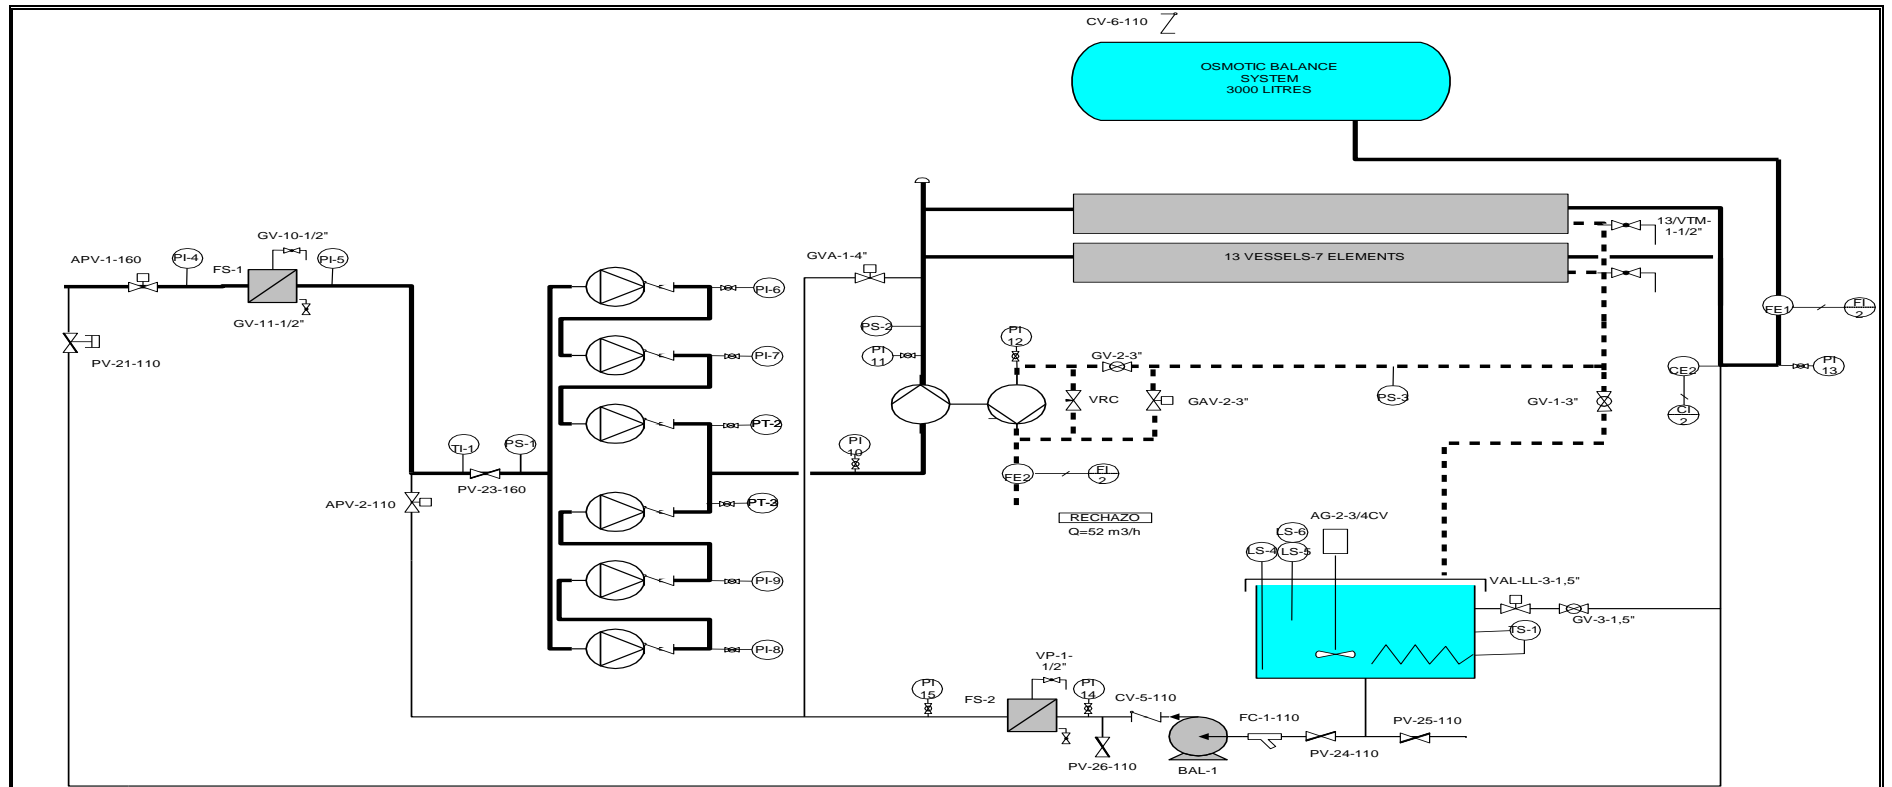 CV-6-110
OSMOTIC BALANCE
SYSTEM
3000 LITRES
13/VTM-
1-1/2"
GV-10-1/2"
APV-1-160
PI-4
FS-1
PI-5
GVA-1-4"
13 VESSELS-7 ELEMENTS
PI-6
GV-11-1/2"
FE1
FI
2
PS-2
PI
12
PV-21-110
PI
11
PI-7
GV-2-3"
CE2
PI
13
VRC
GAV-2-3"
PS-3
GV-1-3"
CI
2
PT-2
TI-1
PS-1
PI
10
FE2
FI
2
PV-23-160
APV-2-110
PT-2
RECHAZO
Q=52 m3/h
AG-2-3/4CV
LS-6
LS-4
LS-5
PI-9
VAL-LL-3-1,5"
GV-3-1,5"
TS-1
PI-8
VP-1-
1/2"
PI
15
FS-2
PI
14
CV-5-110
FC-1-110
PV-25-110
PV-24-110
PV-26-110
BAL-1